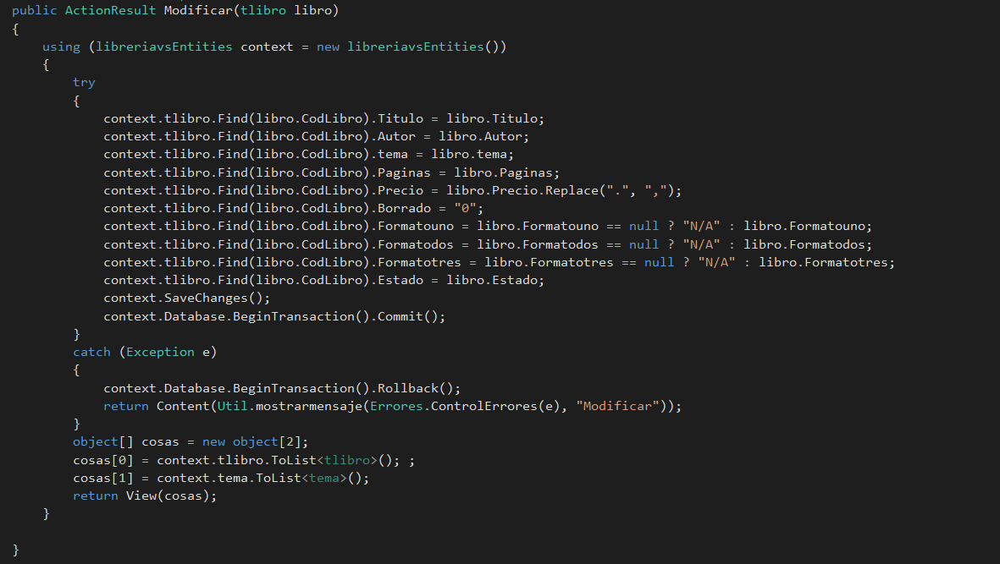 public ActionResult Modificar(tlibro libro)
{
using (libreriavsEntities context = new libreriavsEntities())
{
try
{
context.tlibro.Find(libro.CodLibro).Titulo = libro.Titulo;
context.tlibro.Find(libro.CodLibro).Autor = libro.Autor;
context.tlibro.Find(libro.CodLibro).tema = libro.tema;
context.tlibro.Find(libro.CodLibro).Paginas = libro.Paginas;
context.tlibro.Find(libro.CodLibro).Precio = libro.Precio.Replace(".", ",");
context.tlibro.Find(libro.CodLibro).Borrado = "0";
context.tlibro.Find(libro.CodLibro).Formatouno = libro.Formatouno == null ? "N/A" : libro.Formatouno;
context.tlibro.Find(libro.CodLibro).Formatodos = libro.Formatodos == null ? "N/A" : libro.Formatodos;
context.tlibro.Find(libro.CodLibro).Formatotres = libro.Formatotres == null ? "N/A" : libro.Formatotres;
context.tlibro.Find(libro.CodLibro).Estado = libro.Estado;
context.SaveChanges();
context.Database.BeginTransaction().Commit();
}
catch (Exception e)
{
context.Database.BeginTransaction().Rollback();
return Content(Util.mostrarmensaje(Errores.ControlErrores(e), "Modificar"));
}
object[] cosas = new object[2];
cosas[0] = context.tlibro.ToList<tlibro>(); ;
cosas[1] = context.tema.ToList<tema>();
return View(cosas);
}
}